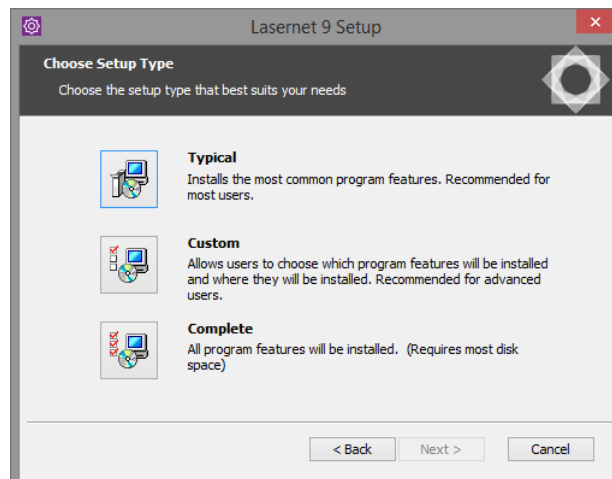 Lasernet 9 Setup
Choose Setup Type
Choose the setup type that best suits your needs
Typical
Installs the most common program features. Recommended for
most users.
Custom
Allows users to choose which program features will be installed
and where they will be installed. Recommended for advanced
users.
Complete
All program features will be installed.  (Requires most disk
space)
< Back
Next >
Cancel